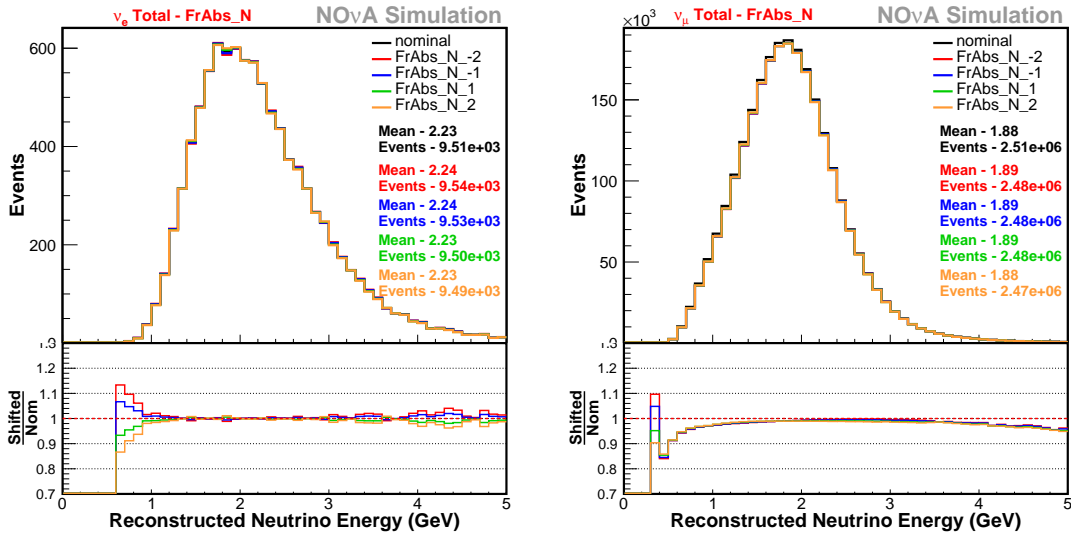 νe Total - FrAbs_N
NOνA Simulation
nominal
FrAbs_N_-2
FrAbs_N_-1
FrAbs_N_1
FrAbs_N_2
Mean - 2.23
Events - 9.51e+03
Mean - 2.24
Events - 9.54e+03
Mean - 2.24
Events - 9.53e+03
Mean - 2.23
Events - 9.50e+03
Mean - 2.23
Events - 9.49e+03
Events
600
400
200
1.3
1.2
1.1
1
0.9
0.8
0.7
Shifted
Nom
0 1 2 3 4 5
Reconstructed Neutrino Energy (GeV)
×10³
νμ Total - FrAbs_N
NOνA Simulation
nominal
FrAbs_N_-2
FrAbs_N_-1
FrAbs_N_1
FrAbs_N_2
Mean - 1.88
Events - 2.51e+06
Mean - 1.89
Events - 2.48e+06
Mean - 1.89
Events - 2.48e+06
Mean - 1.89
Events - 2.48e+06
Mean - 1.88
Events - 2.47e+06
Events
150
100
50
1.3
1.2
1.1
1
0.9
0.8
0.7
Shifted
Nom
0 1 2 3 4 5
Reconstructed Neutrino Energy (GeV)